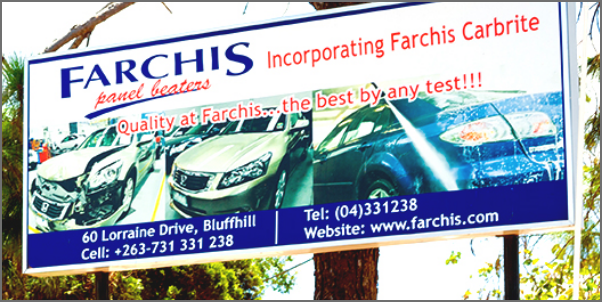 FARCHIS
panel beaters
Incorporating Farchis Carbrite
Quality at Farchis...the best by any test!!!
60 Lorraine Drive, Bluffhill
Cell: +263-731 331 238
Tel: (04)331238
Website: www.farchis.com